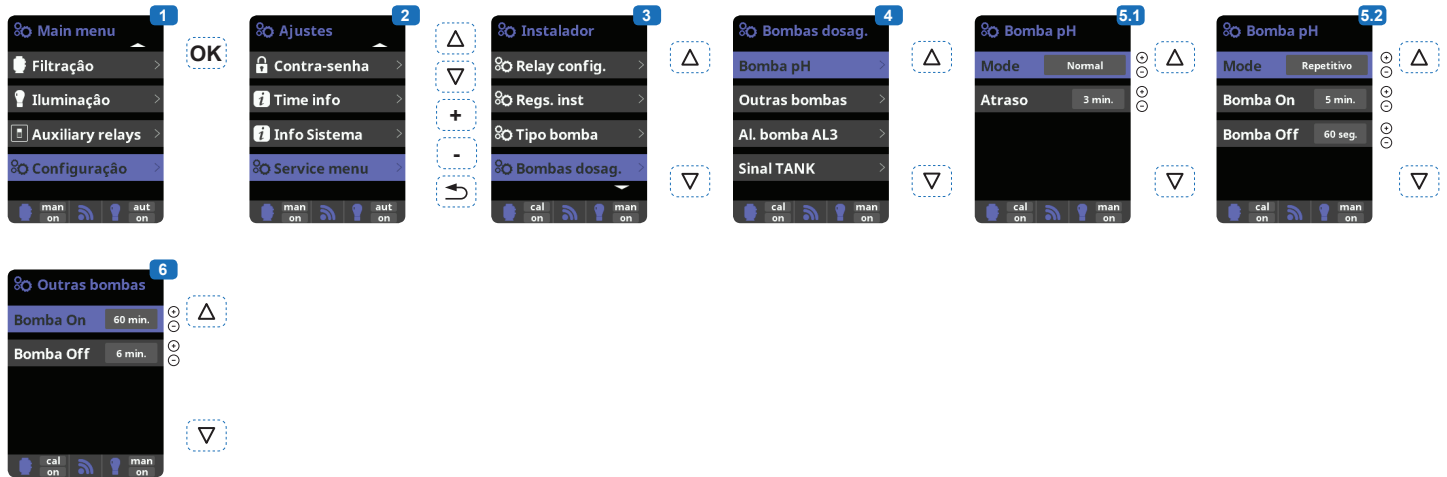 1
Main menu
Filtraçâo
Iluminaçâo
Auxiliary relays
Configuraçâo
man
on
aut
on
OK
2
Ajustes
Contra-senha
Time info
Info Sistema
Service menu
man
on
aut
on
+
-
3
Instalador
Relay config.
Regs. inst
Tipo bomba
Bombas dosag.
cal
on
man
on
4
Bombas dosag.
Bomba pH
Outras bombas
Al. bomba AL3
Sinal TANK
cal
on
man
on
5.1
Bomba pH
Mode Normal
Atraso 3 min.
cal
on
man
on
5.2
Bomba pH
Mode Repetitivo
Bomba On 5 min.
Bomba Off 60 seg.
cal
on
man
on
6
Outras bombas
Bomba On 60 min.
Bomba Off 6 min.
cal
on
man
on